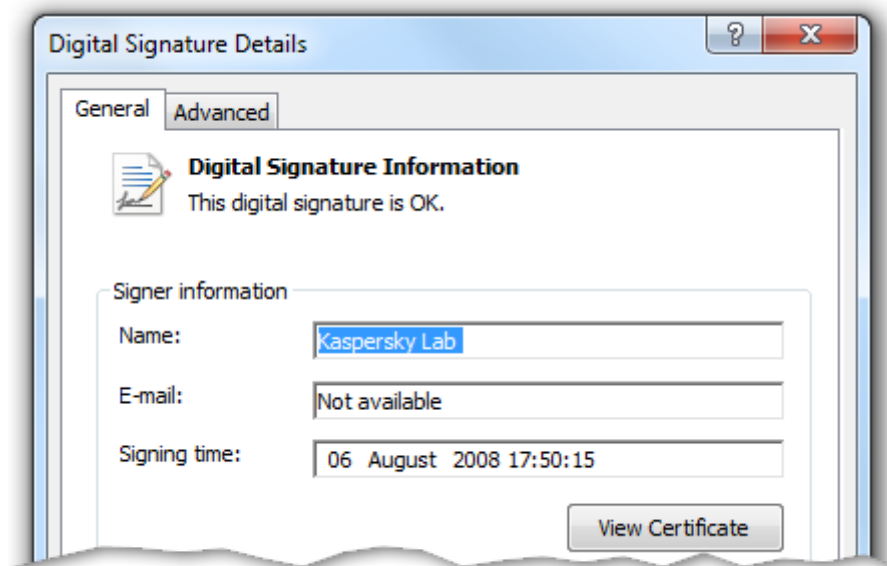 Digital Signature Details
General Advanced
Digital Signature Information
This digital signature is OK.
Signer information
Name: Kaspersky Lab
E-mail: Not available
Signing time: 06 August 2008 17:50:15
View Certificate